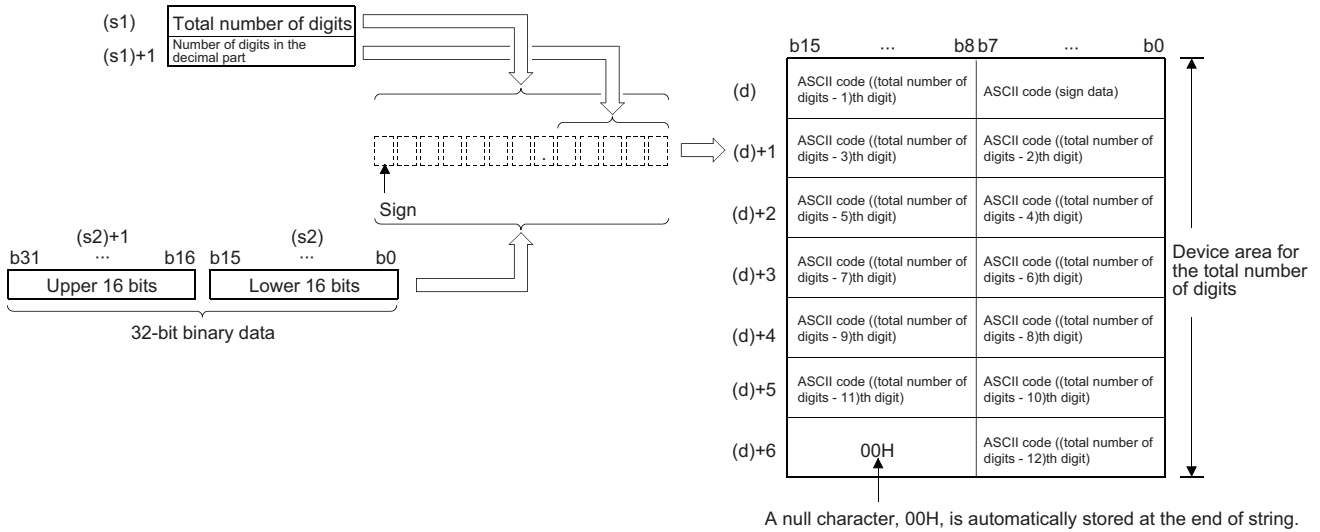 (s1)
Total number of digits
(s1)+1
Number of digits in the
decimal part
.
Sign
(s2)+1
(s2)
b31 ... b16 b15 ... b0
Upper 16 bits
Lower 16 bits
32-bit binary data
b15 ... b8 b7 ... b0
(d)
ASCII code ((total number of
digits - 1)th digit)
ASCII code (sign data)
(d)+1
ASCII code ((total number of
digits - 3)th digit)
ASCII code ((total number of
digits - 2)th digit)
(d)+2
ASCII code ((total number of
digits - 5)th digit)
ASCII code ((total number of
digits - 4)th digit)
(d)+3
ASCII code ((total number of
digits - 7)th digit)
ASCII code ((total number of
digits - 6)th digit)
(d)+4
ASCII code ((total number of
digits - 9)th digit)
ASCII code ((total number of
digits - 8)th digit)
(d)+5
ASCII code ((total number of
digits - 11)th digit)
ASCII code ((total number of
digits - 10)th digit)
(d)+6
00H
ASCII code ((total number of
digits - 12)th digit)
Device area for
the total number
of digits
A null character, 00H, is automatically stored at the end of string.